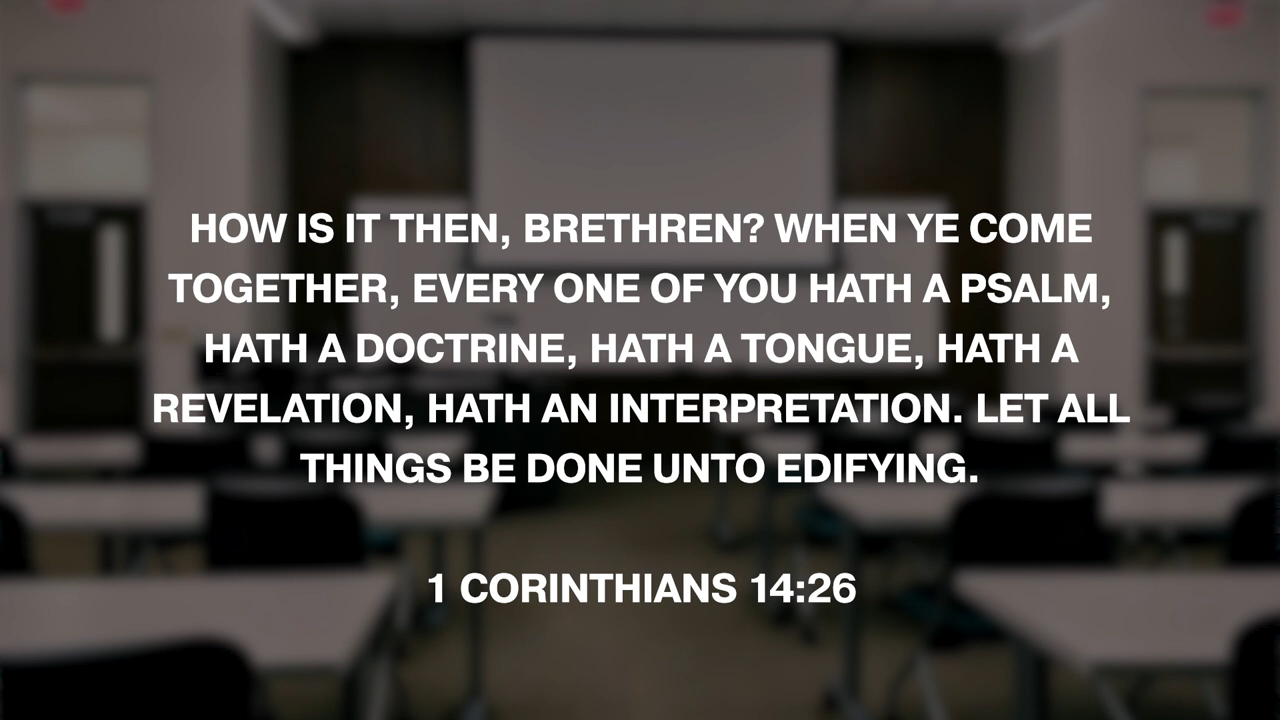 HOW IS IT THEN, BRETHREN? WHEN YE COME
TOGETHER, EVERY ONE OF YOU HATH A PSALM,
HATH A DOCTRINE, HATH A TONGUE, HATH A
REVELATION, HATH AN INTERPRETATION. LET ALL
THINGS BE DONE UNTO EDIFYING.
1 CORINTHIANS 14:26